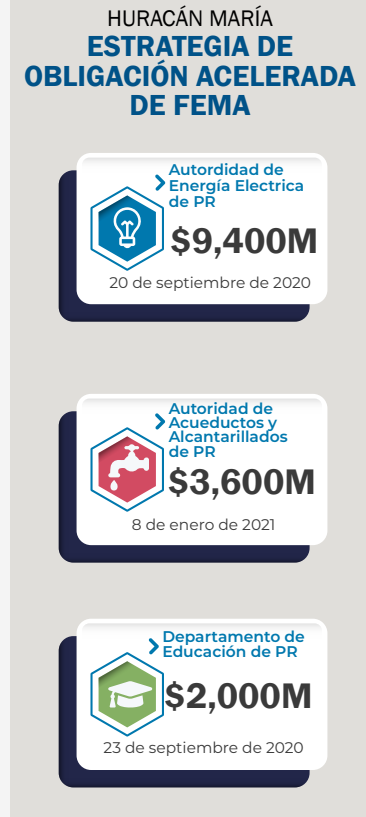 HURACÁN MARÍA
ESTRATEGIA DE
OBLIGACIÓN ACELERADA
DE FEMA
Autordidad de
Energía Electrica
de PR
$9,400M
20 de septiembre de 2020
Autoridad de
Acueductos y
Alcantarillados
de PR
$3,600M
8 de enero de 2021
Departamento de
Educación de PR
$2,000M
23 de septiembre de 2020